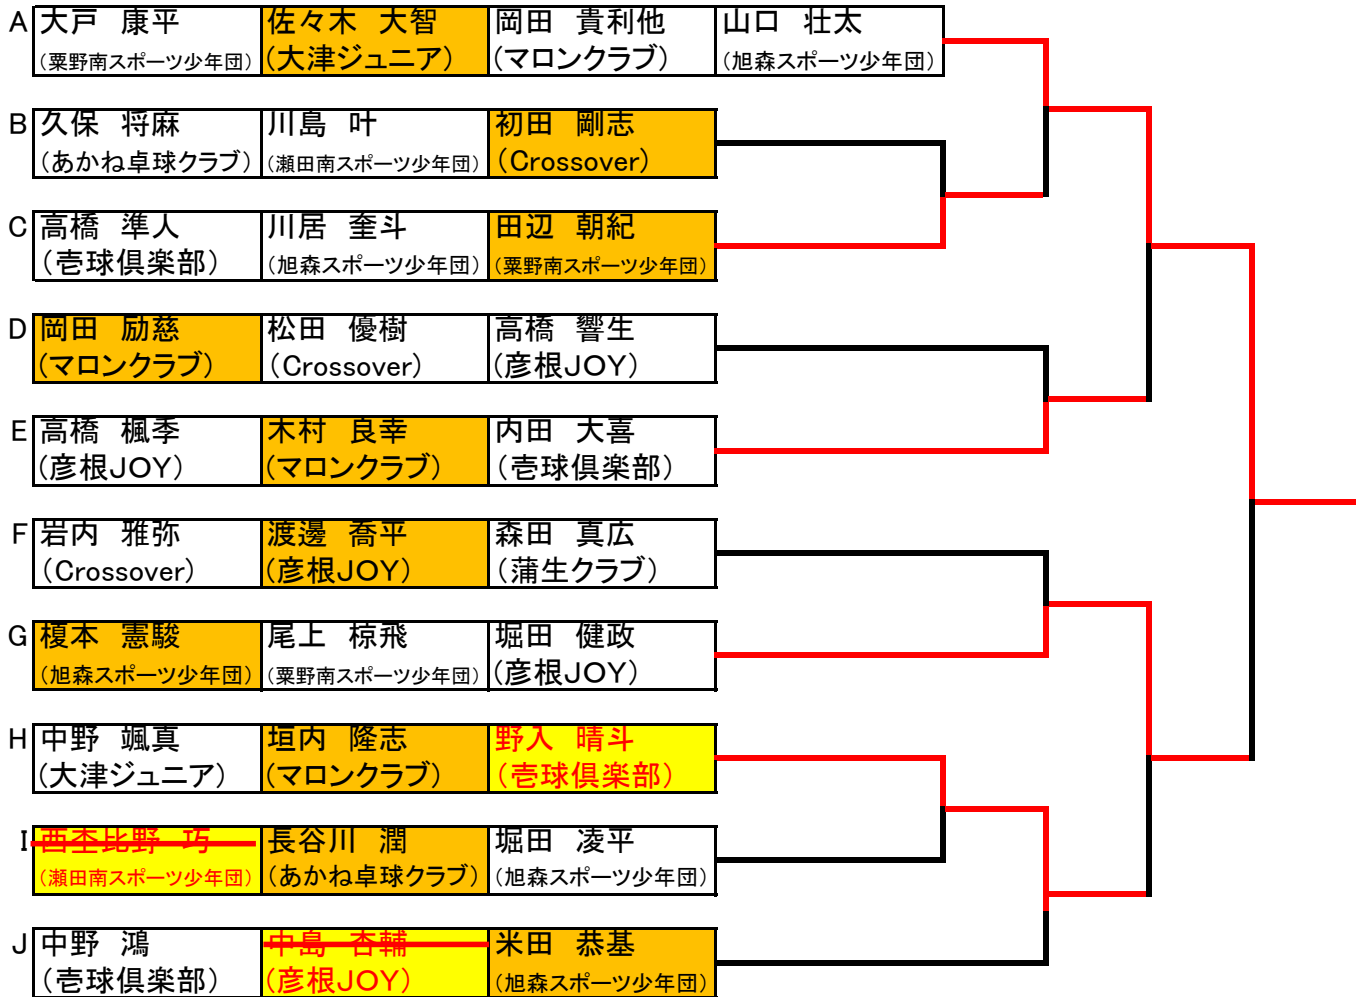 A 大戸 康平 佐々木 大智 岡田 貴利他 山口 壮太
(粟野南スポーツ少年団) (大津ジュニア) (マロンクラブ) (旭森スポーツ少年団)
B 久保 将麻 川島 叶 初田 剛志
(あかね卓球クラブ) (瀬田南スポーツ少年団) (Crossover)
C 高橋 準人 川居 奎斗 田辺 朝紀
(壱球倶楽部) (旭森スポーツ少年団) (粟野南スポーツ少年団)
D 岡田 励慈 松田 優樹 高橋 響生
(マロンクラブ) (Crossover) (彦根JOY)
E 高橋 楓季 木村 良幸 内田 大喜
(彦根JOY) (マロンクラブ) (壱球倶楽部)
F 岩内 雅弥 渡邊 喬平 森田 真広
(Crossover) (彦根JOY) (蒲生クラブ)
G 榎本 憲駿 尾上 椋飛 堀田 健政
(旭森スポーツ少年団) (粟野南スポーツ少年団) (彦根JOY)
H 中野 颯真 垣内 隆志 野入 晴斗
(大津ジュニア) (マロンクラブ) (壱球倶楽部)
I 巧 長谷川 潤 堀田 凌平
(瀬田南スポーツ少年団) (あかね卓球クラブ) (旭森スポーツ少年団)
J 中野 鴻 中島 杏輔 米田 恭基
(壱球倶楽部) (彦根JOY) (旭森スポーツ少年団)